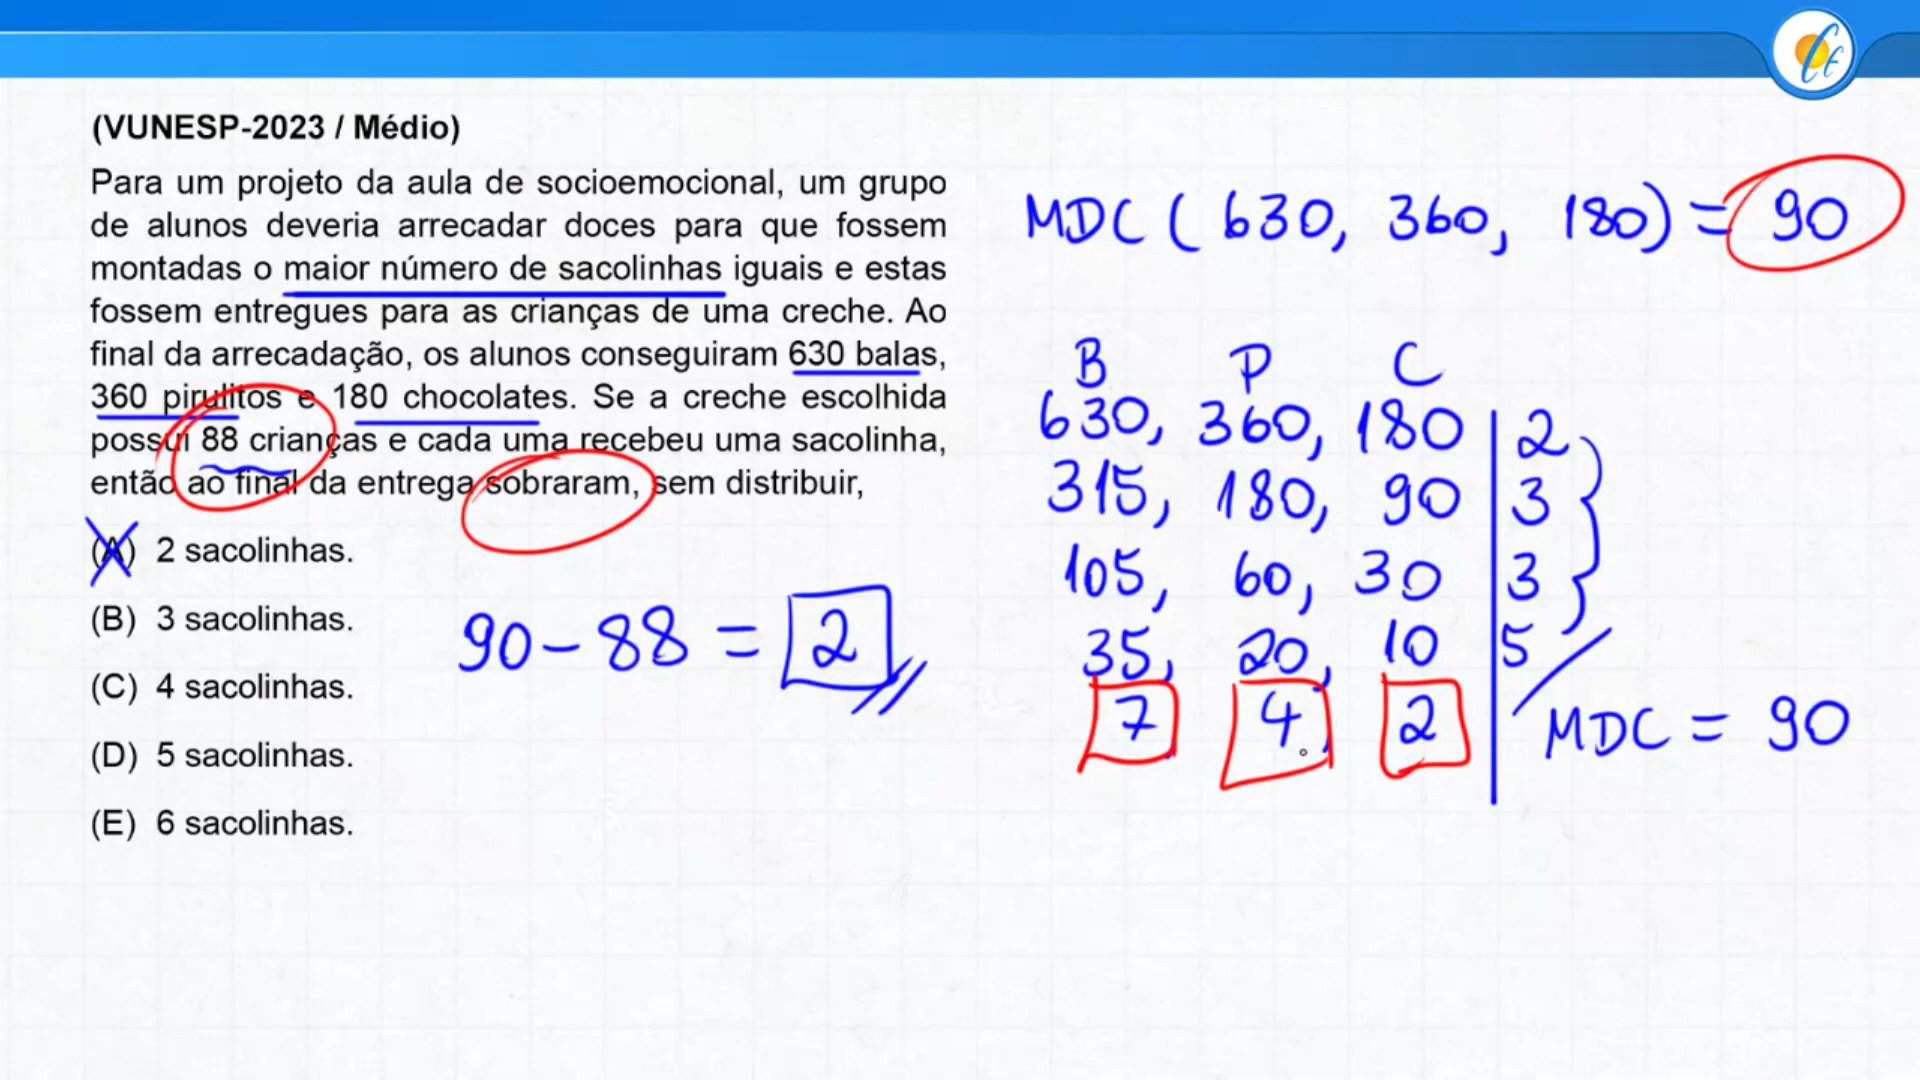 (VUNESP-2023 / Médio)
Para um projeto da aula de socioemocional, um grupo
de alunos deveria arrecadar doces para que fossem
montadas o maior número de sacolinhas iguais e estas
fossem entregues para as crianças de uma creche. Ao
final da arrecadação, os alunos conseguiram 630 balas,
360 pirulitos e 180 chocolates. Se a creche escolhida
possui 88 crianças e cada uma recebeu uma sacolinha,
então ao final da entrega sobraram, sem distribuir,
(A) 2 sacolinhas.
(B) 3 sacolinhas.
(C) 4 sacolinhas.
(D) 5 sacolinhas.
(E) 6 sacolinhas.
90 - 88 = 2
MDC ( 630, 360, 180) = 90
B P C
630, 360, 180 | 2
315, 180, 90 | 3
105, 60, 30 | 3
35, 20, 10 | 5
7, 4, 2
MDC = 90
CE